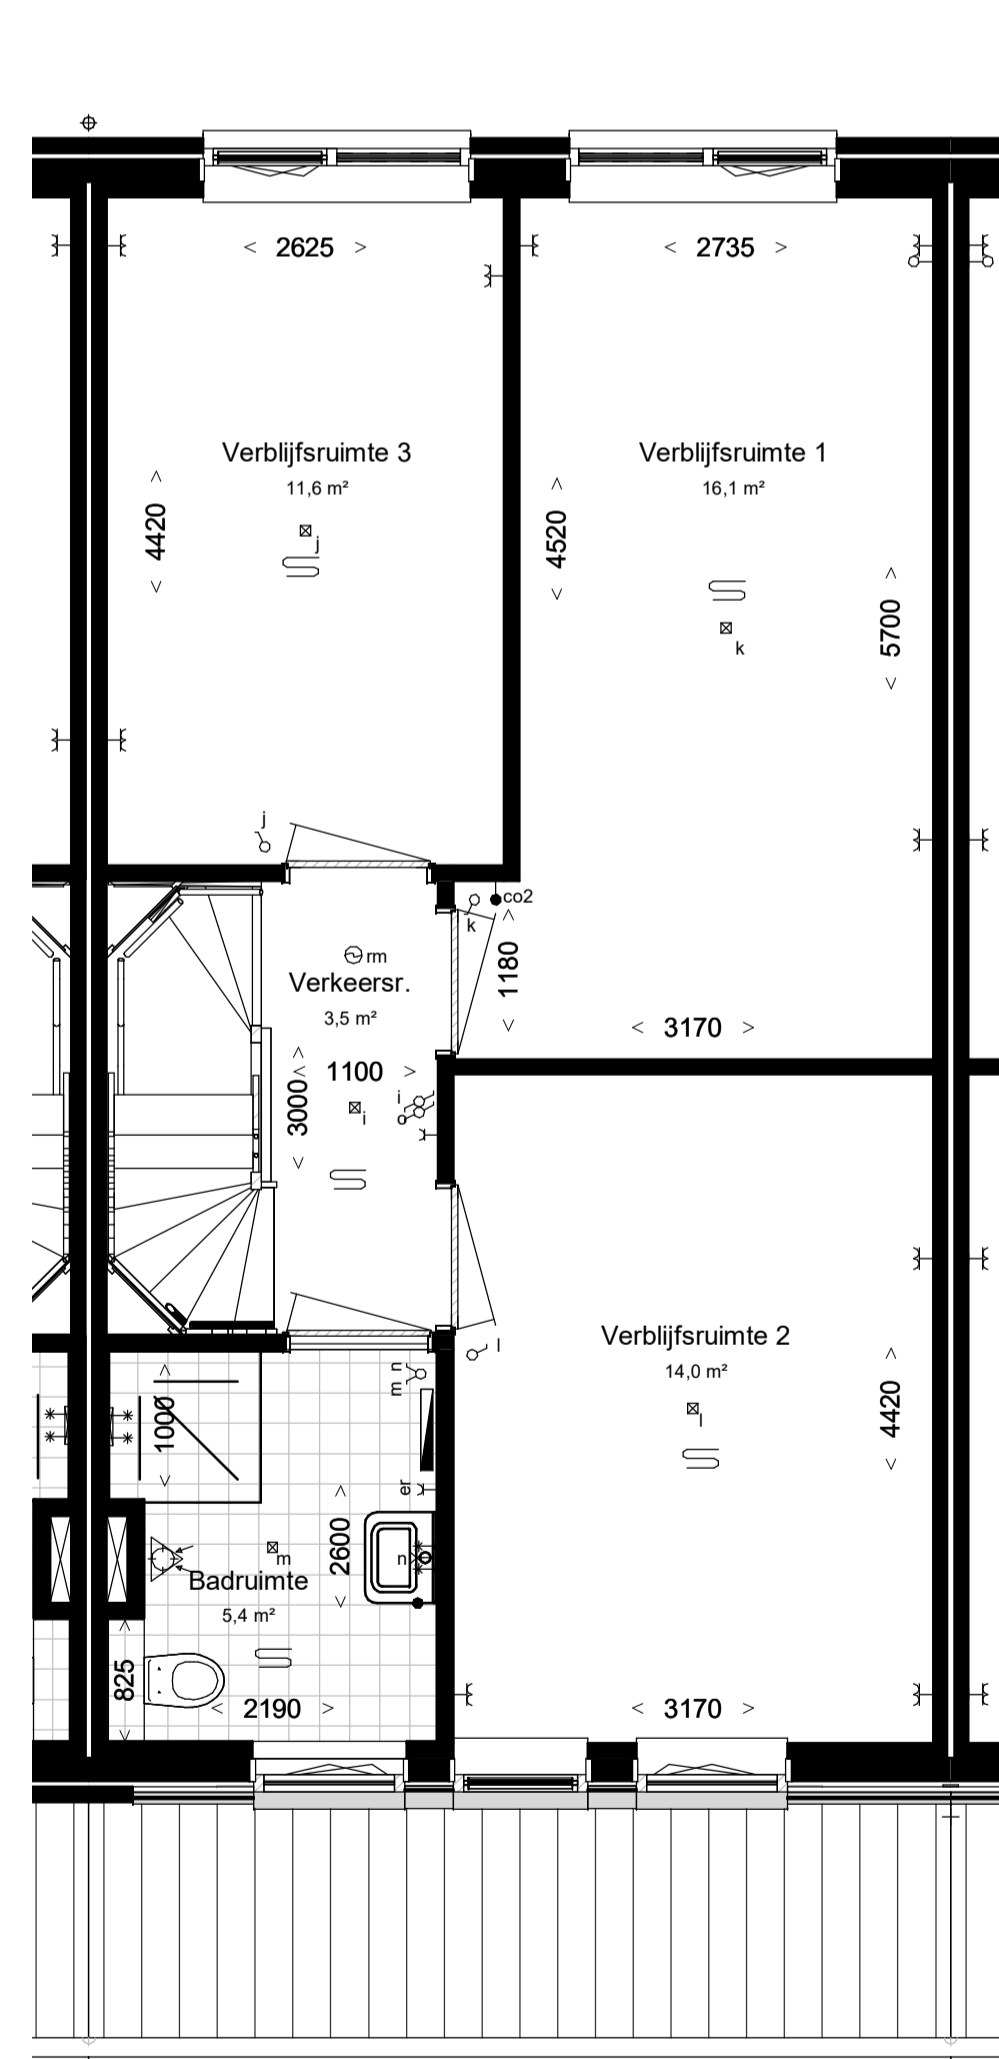 2625
2735
Verblijfsruimte 3
11,6 m²
Verblijfsruimte 1
16,1 m²
4420
4520
j
5700
k
j
co2
k
rm
1180
Verkeersr.
3,5 m²
3170
1100
3000
i
i
Verblijfsruimte 2
14,0 m²
l
m n
l
4420
1000
er
2600
m
n
Badruimte
5,4 m²
825
2190
3170